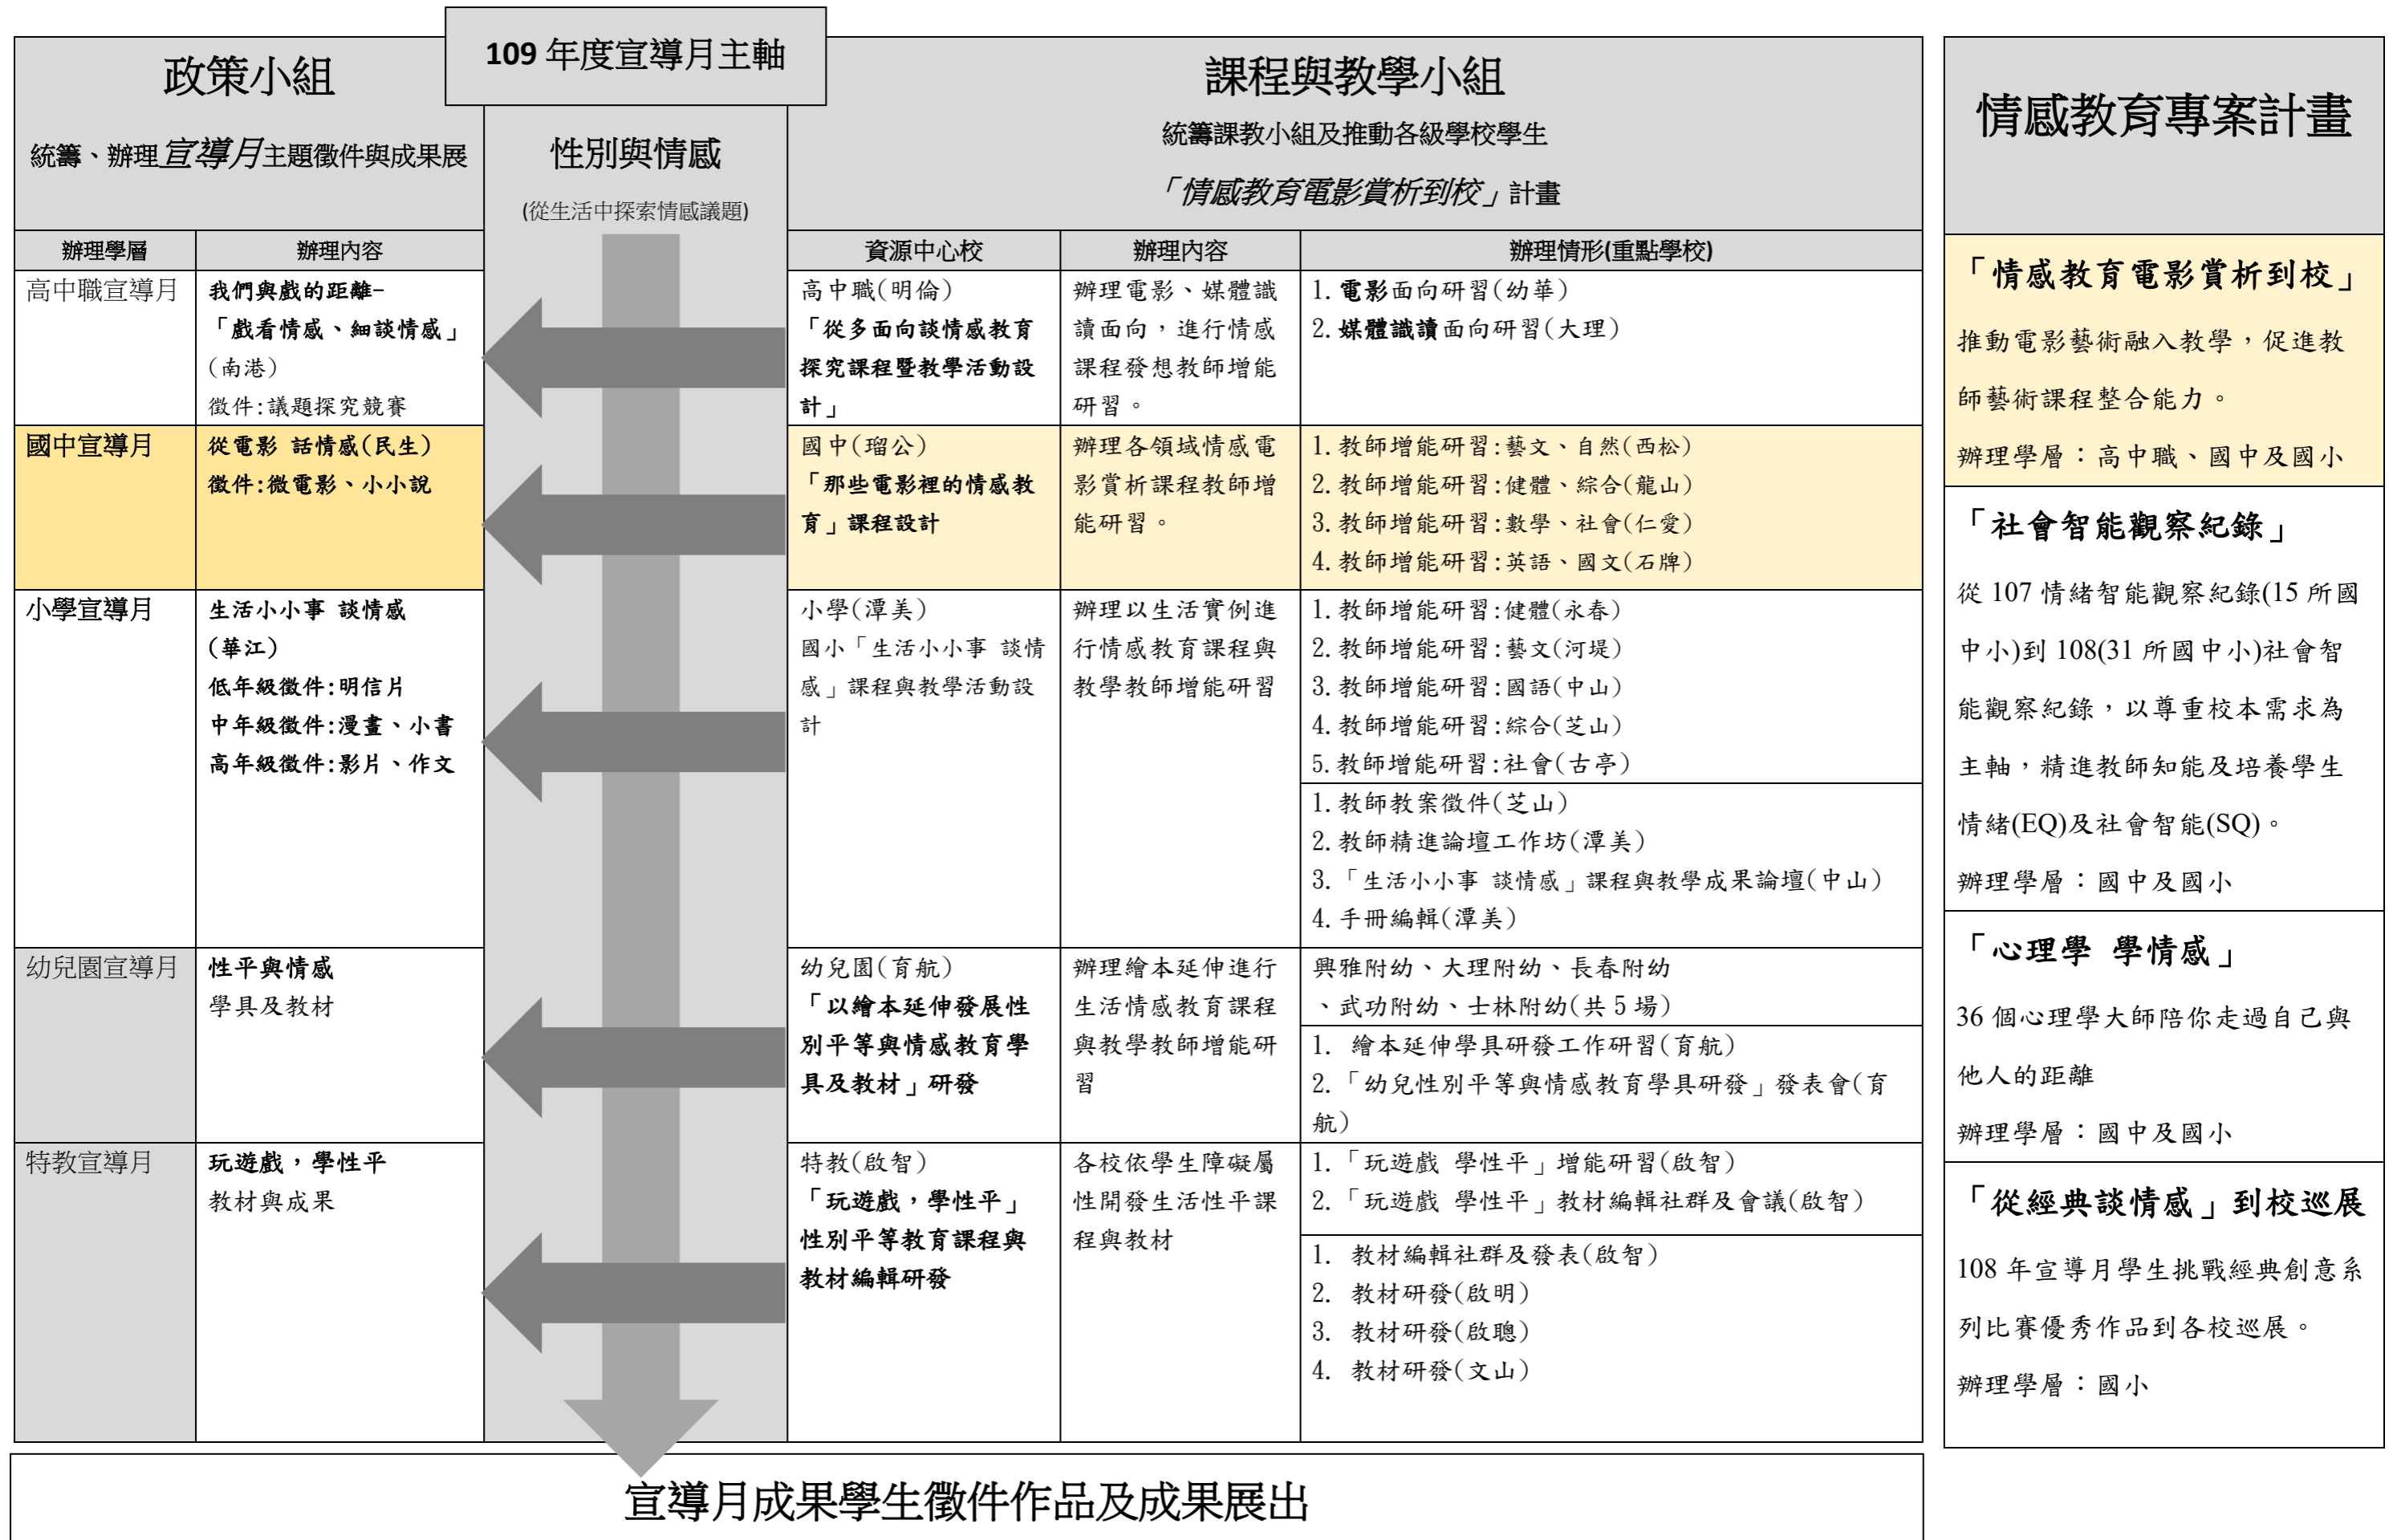 109 年度宣導月主軸
政策小組
統籌、辦理宣導月主題徵件與成果展
性別與情感
(從生活中探索情感議題)
課程與教學小組
統籌課教小組及推動各級學校學生
「情感教育電影賞析到校」計畫
辦理學層
辦理內容
資源中心校
辦理內容
辦理情形(重點學校)
高中職宣導月
我們與戲的距離-
「戲看情感、細談情感」
(南港)
徵件:議題探究競賽
高中職(明倫)
「從多面向談情感教育
探究課程暨教學活動設
計」
辦理電影、媒體識
讀面向，進行情感
課程發想教師增能
研習。
1.電影面向研習(幼華)
2.媒體識讀面向研習(大理)
國中宣導月
從電影 話情感(民生)
徵件:微電影、小小說
國中(瑠公)
「那些電影裡的情感教
育」課程設計
辦理各領域情感電
影賞析課程教師增
能研習。
1.教師增能研習:藝文、自然(西松)
2.教師增能研習:健體、綜合(龍山)
3.教師增能研習:數學、社會(仁愛)
4.教師增能研習:英語、國文(石牌)
小學宣導月
生活小小事 談情感
(華江)
低年級徵件:明信片
中年級徵件:漫畫、小書
高年級徵件:影片、作文
小學(潭美)
國小「生活小小事 談情
感」課程與教學活動設
計
辦理以生活實例進
行情感教育課程與
教學教師增能研習
1.教師增能研習:健體(永春)
2.教師增能研習:藝文(河堤)
3.教師增能研習:國語(中山)
4.教師增能研習:綜合(芝山)
5.教師增能研習:社會(古亭)
1.教師教案徵件(芝山)
2.教師精進論壇工作坊(潭美)
3.「生活小小事 談情感」課程與教學成果論壇(中山)
4.手冊編輯(潭美)
幼兒園宣導月
性平與情感
學具及教材
幼兒園(育航)
「以繪本延伸發展性
別平等與情感教育學
具及教材」研發
辦理繪本延伸進行
生活情感教育課程
與教學教師增能研
習
興雅附幼、大理附幼、長春附幼
、武功附幼、士林附幼(共 5 場)
1. 繪本延伸學具研發工作研習(育航)
2.「幼兒性別平等與情感教育學具研發」發表會(育
航)
特教宣導月
玩遊戲，學性平
教材與成果
特教(啟智)
「玩遊戲，學性平」
性別平等教育課程與
教材編輯研發
各校依學生障礙屬
性開發生活性平課
程與教材
1.「玩遊戲 學性平」增能研習(啟智)
2.「玩遊戲 學性平」教材編輯社群及會議(啟智)
1. 教材編輯社群及發表(啟智)
2. 教材研發(啟明)
3. 教材研發(啟聰)
4. 教材研發(文山)
宣導月成果學生徵件作品及成果展出
情感教育專案計畫
「情感教育電影賞析到校」
推動電影藝術融入教學，促進教
師藝術課程整合能力。
辦理學層：高中職、國中及國小
「社會智能觀察紀錄」
從 107 情緒智能觀察紀錄(15 所國
中小)到 108(31 所國中小)社會智
能觀察紀錄，以尊重校本需求為
主軸，精進教師知能及培養學生
情緒(EQ)及社會智能(SQ)。
辦理學層：國中及國小
「心理學 學情感」
36 個心理學大師陪你走過自己與
他人的距離
辦理學層：國中及國小
「從經典談情感」到校巡展
108 年宣導月學生挑戰經典創意系
列比賽優秀作品到各校巡展。
辦理學層：國小